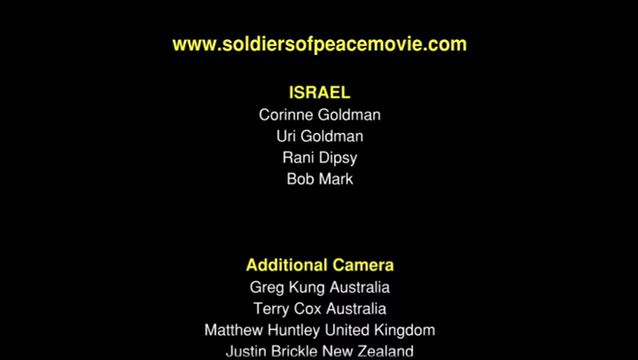 www.soldiersofpeacemovie.com
ISRAEL
Corinne Goldman
Uri Goldman
Rani Dipsy
Bob Mark
Additional Camera
Greg Kung Australia
Terry Cox Australia
Matthew Huntley United Kingdom
Justin Brickle New Zealand